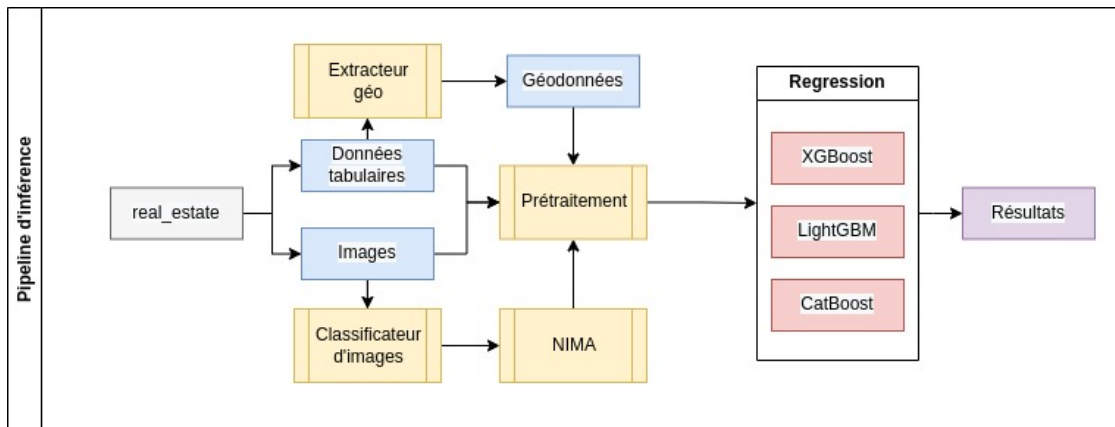 Pipeline d'inférence
real_estate
Extracteur
géo
Géodonnées
Données
tabulaires
Images
Classificateur
d'images
NIMA
Prétraitement
Regression
XGBoost
LightGBM
CatBoost
Résultats